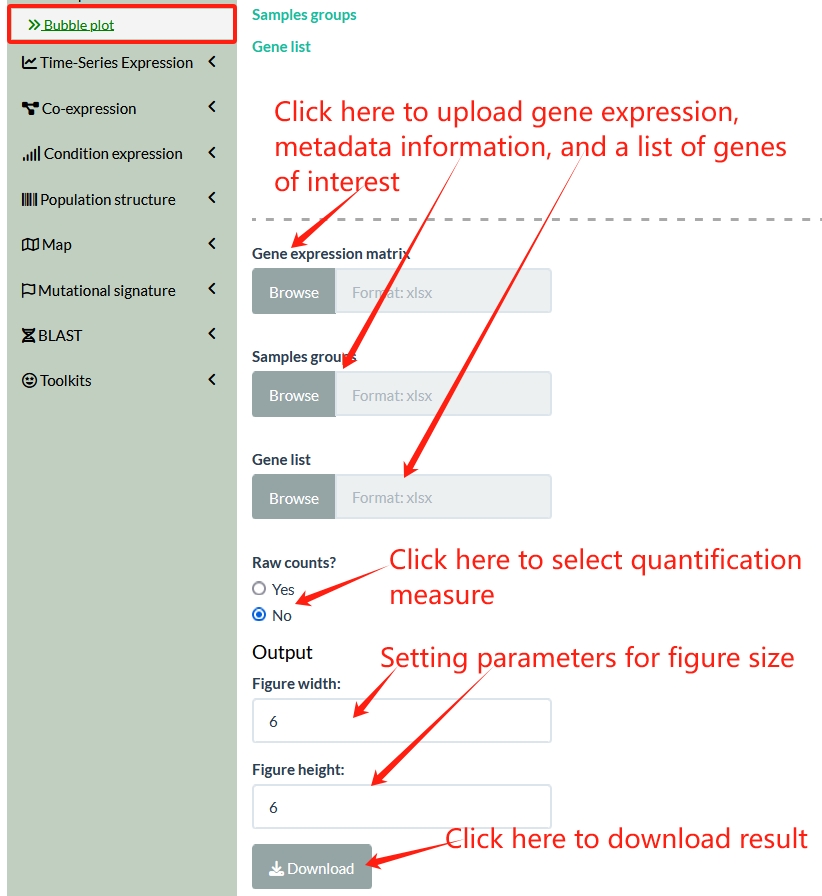 Bubble plot
Time-Series Expression
Co-expression
Condition expression
Population structure
Map
Mutational signature
BLAST
Toolkits
Samples groups
Gene list
Click here to upload gene expression,
metadata information, and a list of genes
of interest
Gene expression matrix
Browse Format: xlsx
Samples groups
Browse Format: xlsx
Gene list
Browse Format: xlsx
Raw counts?
Yes
No
Click here to select quantification
measure
Output
Setting parameters for figure size
Figure width:
6
Figure height:
6
Click here to download result
Download